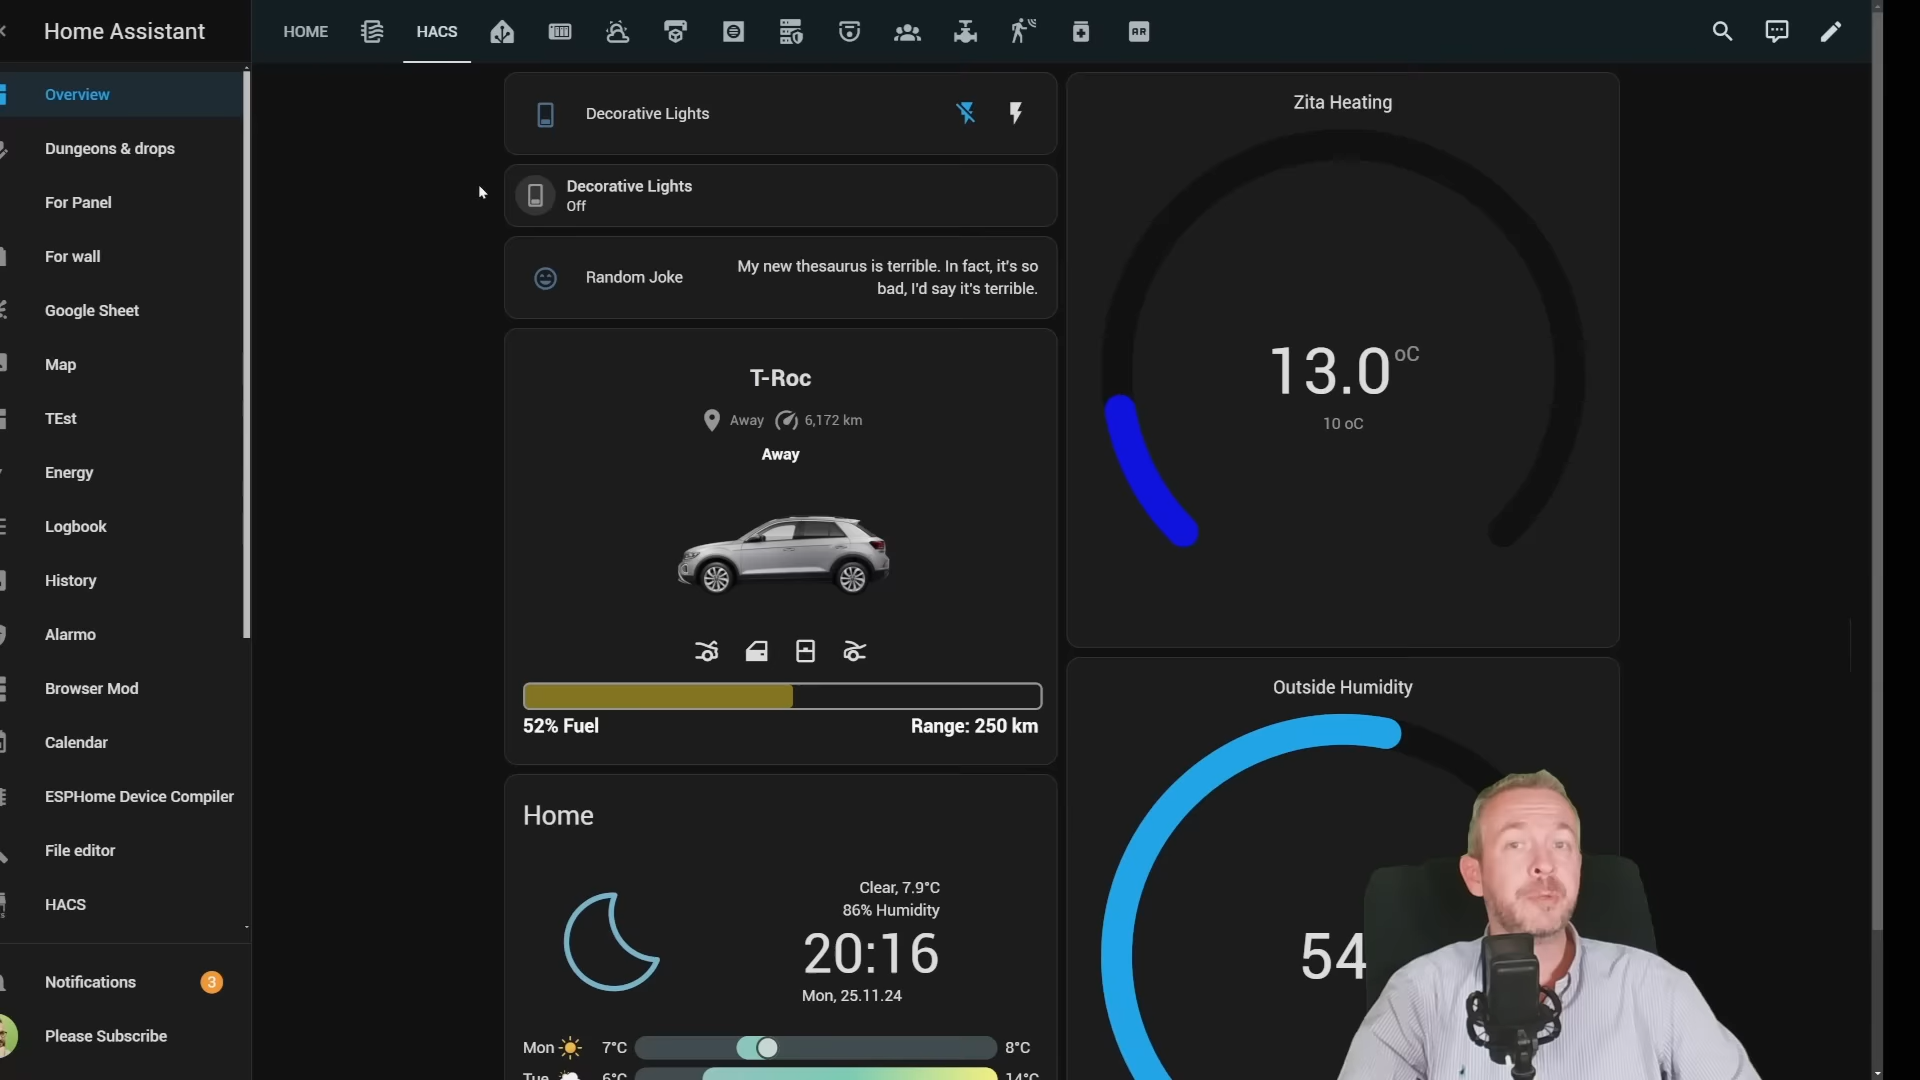 Home Assistant
HOME
HACS
AR
Overview
Dungeons & drops
For Panel
For wall
Google Sheet
Map
TEst
Energy
Logbook
History
Alarmo
Browser Mod
Calendar
ESPHome Device Compiler
File editor
HACS
Notifications
3
Please Subscribe
Decorative Lights
Decorative Lights
Off
Random Joke
My new thesaurus is terrible. In fact, it's so
bad, I'd say it's terrible.
T-Roc
Away 6,172 km
Away
52% Fuel
Range: 250 km
Home
Clear, 7.9°C
86% Humidity
20:16
Mon, 25.11.24
Mon 7°C 8°C
Tue 6°C 14°C
Zita Heating
13.0 oC
10 oC
Outside Humidity
54